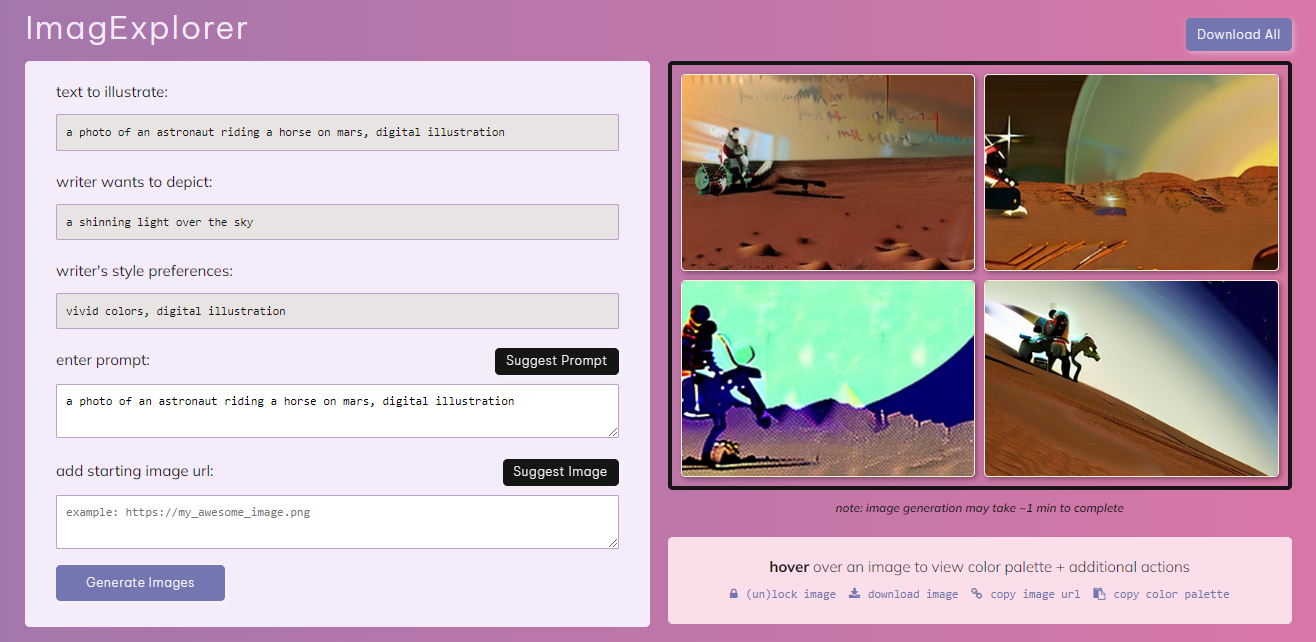 ImagExplorer
Download All
text to illustrate:
a photo of an astronaut riding a horse on mars, digital illustration
writer wants to depict:
a shinning light over the sky
writer's style preferences:
vivid colors, digital illustration
enter prompt:
Suggest Prompt
a photo of an astronaut riding a horse on mars, digital illustration
add starting image url:
Suggest Image
example: https://my_awesome_image.png
Generate Images
note: image generation may take ~1 min to complete
hover over an image to view color palette + additional actions
(un)lock image download image copy image url copy color palette